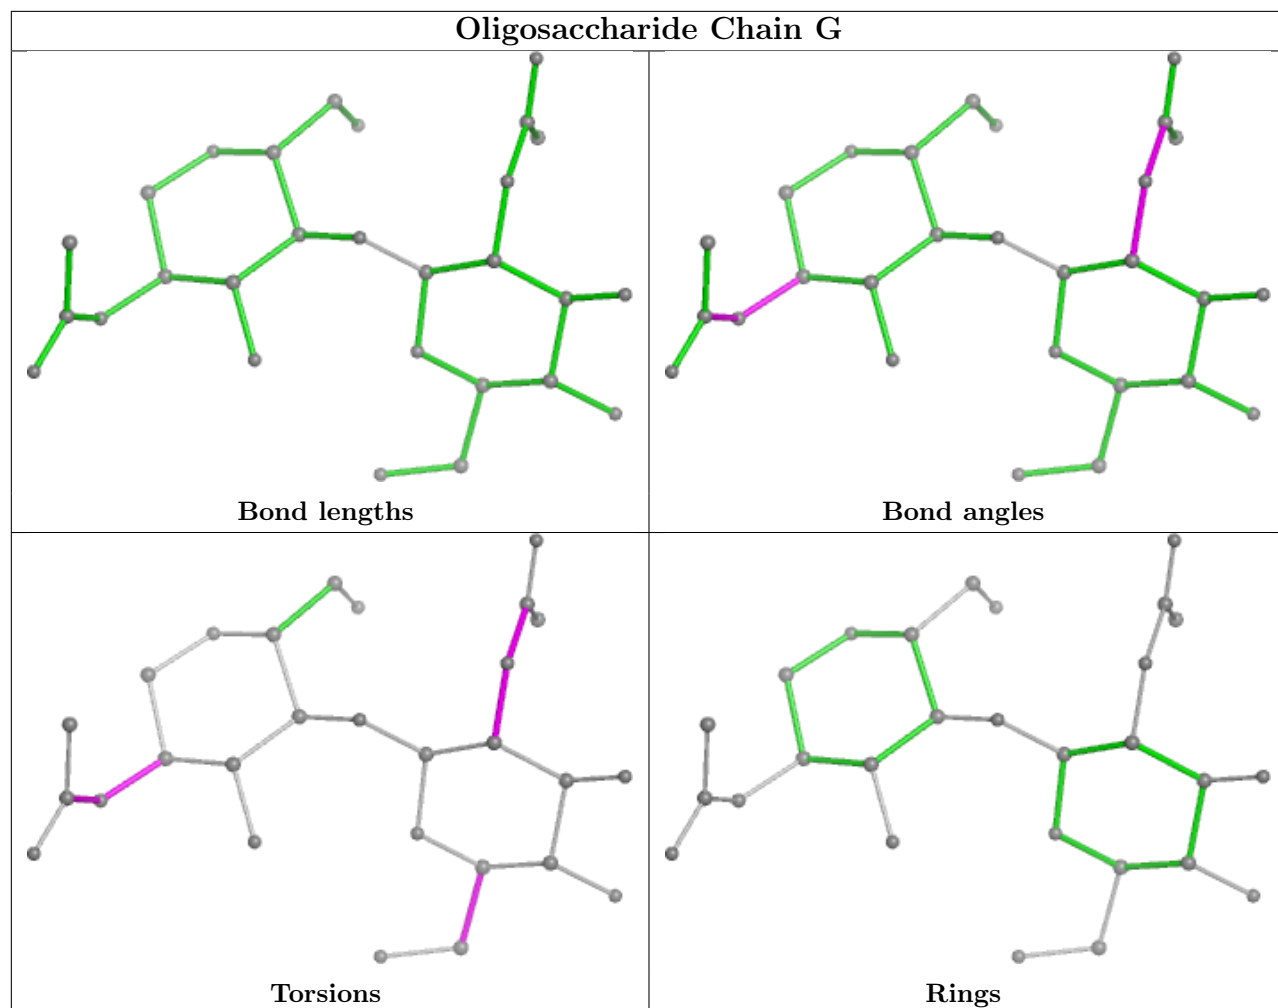 Oligosaccharide Chain G
Bond lengths
Bond angles
Torsions
Rings